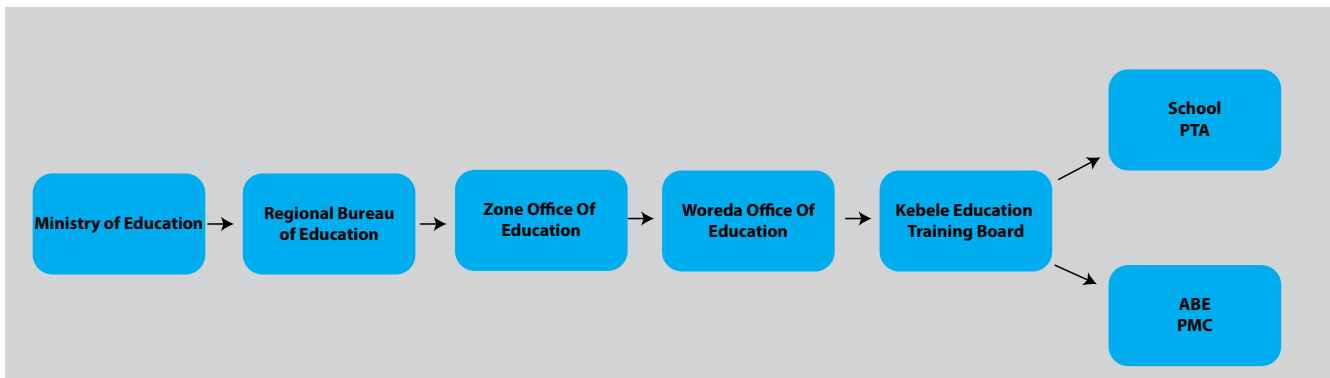 Ministry of Education
Regional Bureau
of Education
Zone Office Of
Education
Woreda Office Of
Education
Kebele Education
Training Board
School
PTA
ABE
PMC